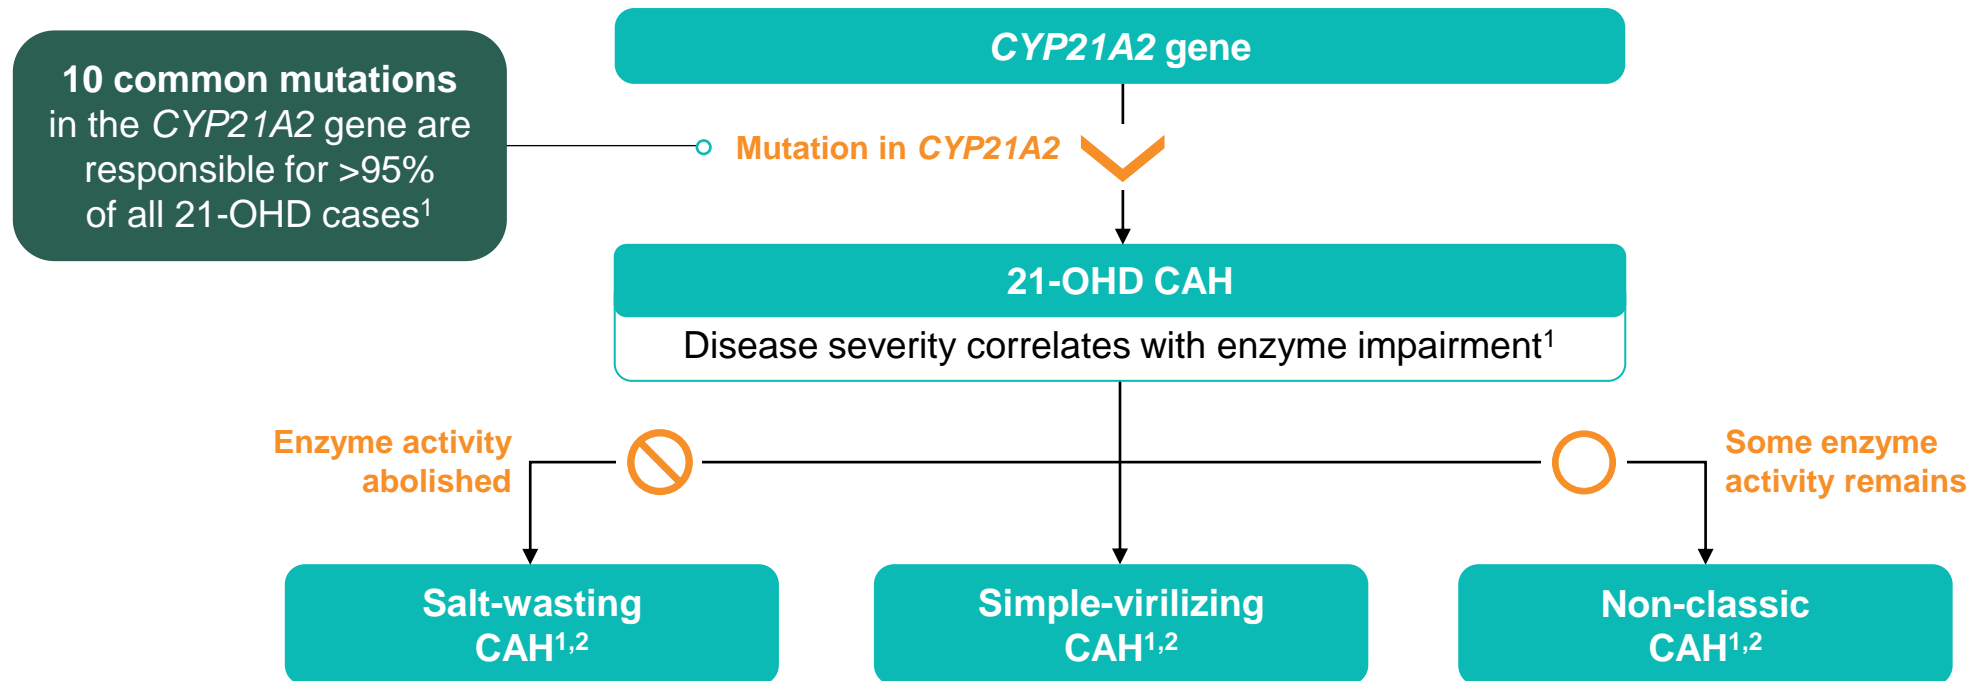 CYP21A2 gene
10 common mutations
in the CYP21A2 gene are
responsible for >95%
of all 21-OHD cases¹
Mutation in CYP21A2
21-OHD CAH
Disease severity correlates with enzyme impairment¹
Enzyme activity
abolished
Some enzyme
activity remains
Salt-wasting
CAH¹,²
Simple-virilizing
CAH¹,²
Non-classic
CAH¹,²